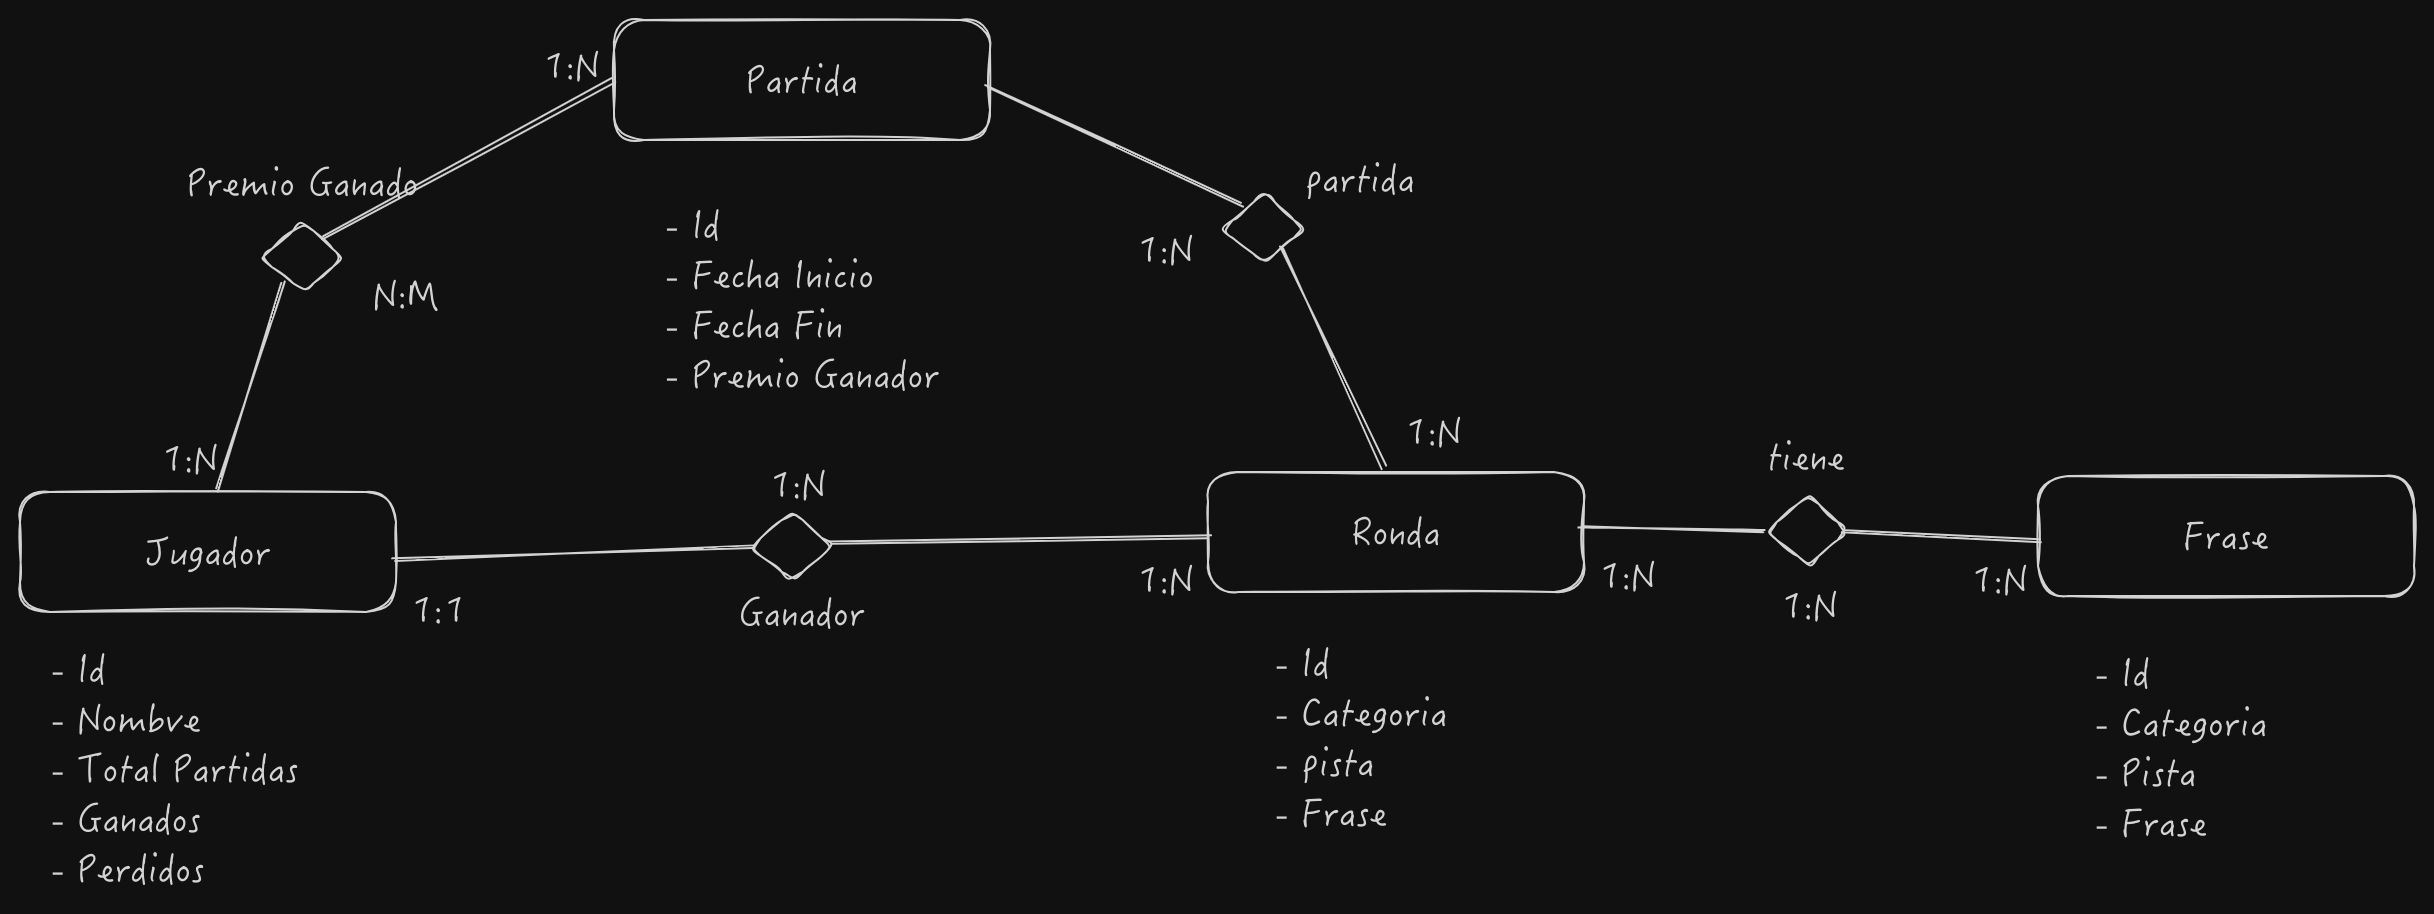 1:N
Partida
Premio Ganado
N:M
- Id
- Fecha Inicio
- Fecha Fin
- Premio Ganador
partida
1:N
1:N
1:N
Jugador
1:1
- Id
- Nombre
- Total Partidas
- Ganados
- Perdidos
1:N
Ganador
1:N
Ronda
1:N
- Id
- Categoria
- pista
- Frase
tiene
1:N
1:N
Frase
- Id
- Categoria
- Pista
- Frase